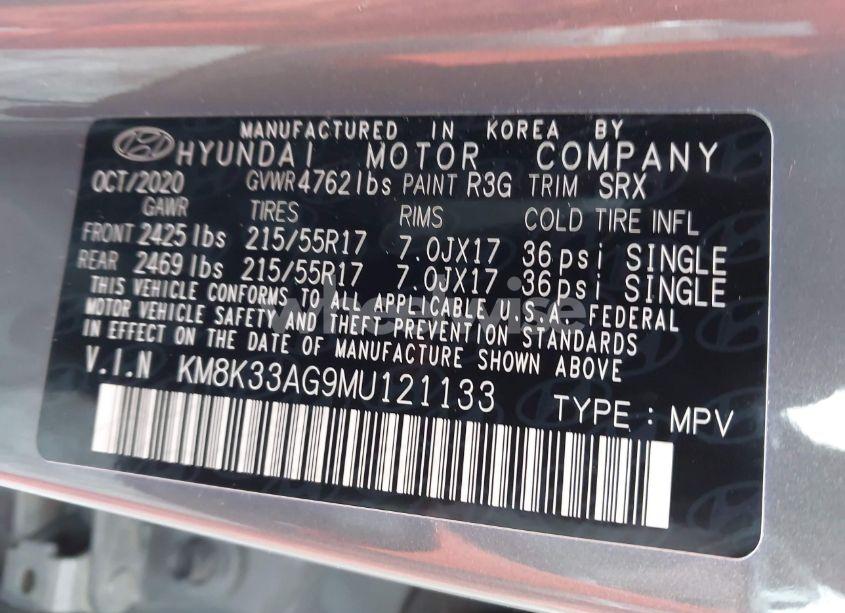 MANUFACTURED IN KOREA BY
HYUNDAI MOTOR COMPANY
OCT/2020 GVWR 4762 lbs PAINT R3G TRIM SRX
GAWR TIRES RIMS COLD TIRE INFL
FRONT 2425 lbs 215/55R17 7.0JX17 36 psi SINGLE
REAR 2469 lbs 215/55R17 7.0JX17 36 psi SINGLE
THIS VEHICLE CONFORMS TO ALL APPLICABLE U.S.A. FEDERAL
MOTOR VEHICLE SAFETY AND THEFT PREVENTION STANDARDS
IN EFFECT ON THE DATE OF MANUFACTURE SHOWN ABOVE
V.I.N KM8K33AG9MU121133 TYPE : MPV